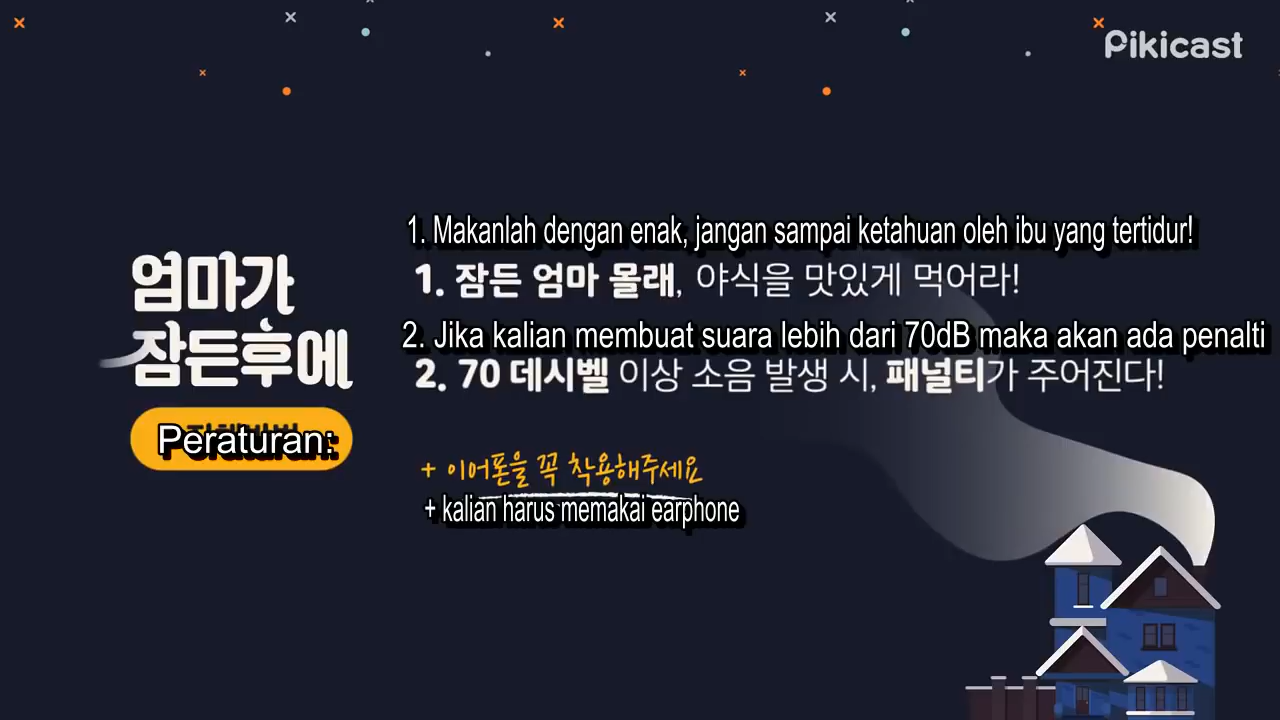 Pikicast
엄마가
잠든후에
Peraturan:
1. Makanlah dengan enak, jangan sampai ketahuan oleh ibu yang tertidur!
1. 잠든 엄마 몰래, 야식을 맛있게 먹어라!
2. Jika kalian membuat suara lebih dari 70dB maka akan ada penalti
2. 70 데시벨 이상 소음 발생 시, 패널티가 주어진다!
+ 이어폰을 꼭 착용해주세요
+ kalian harus memakai earphone